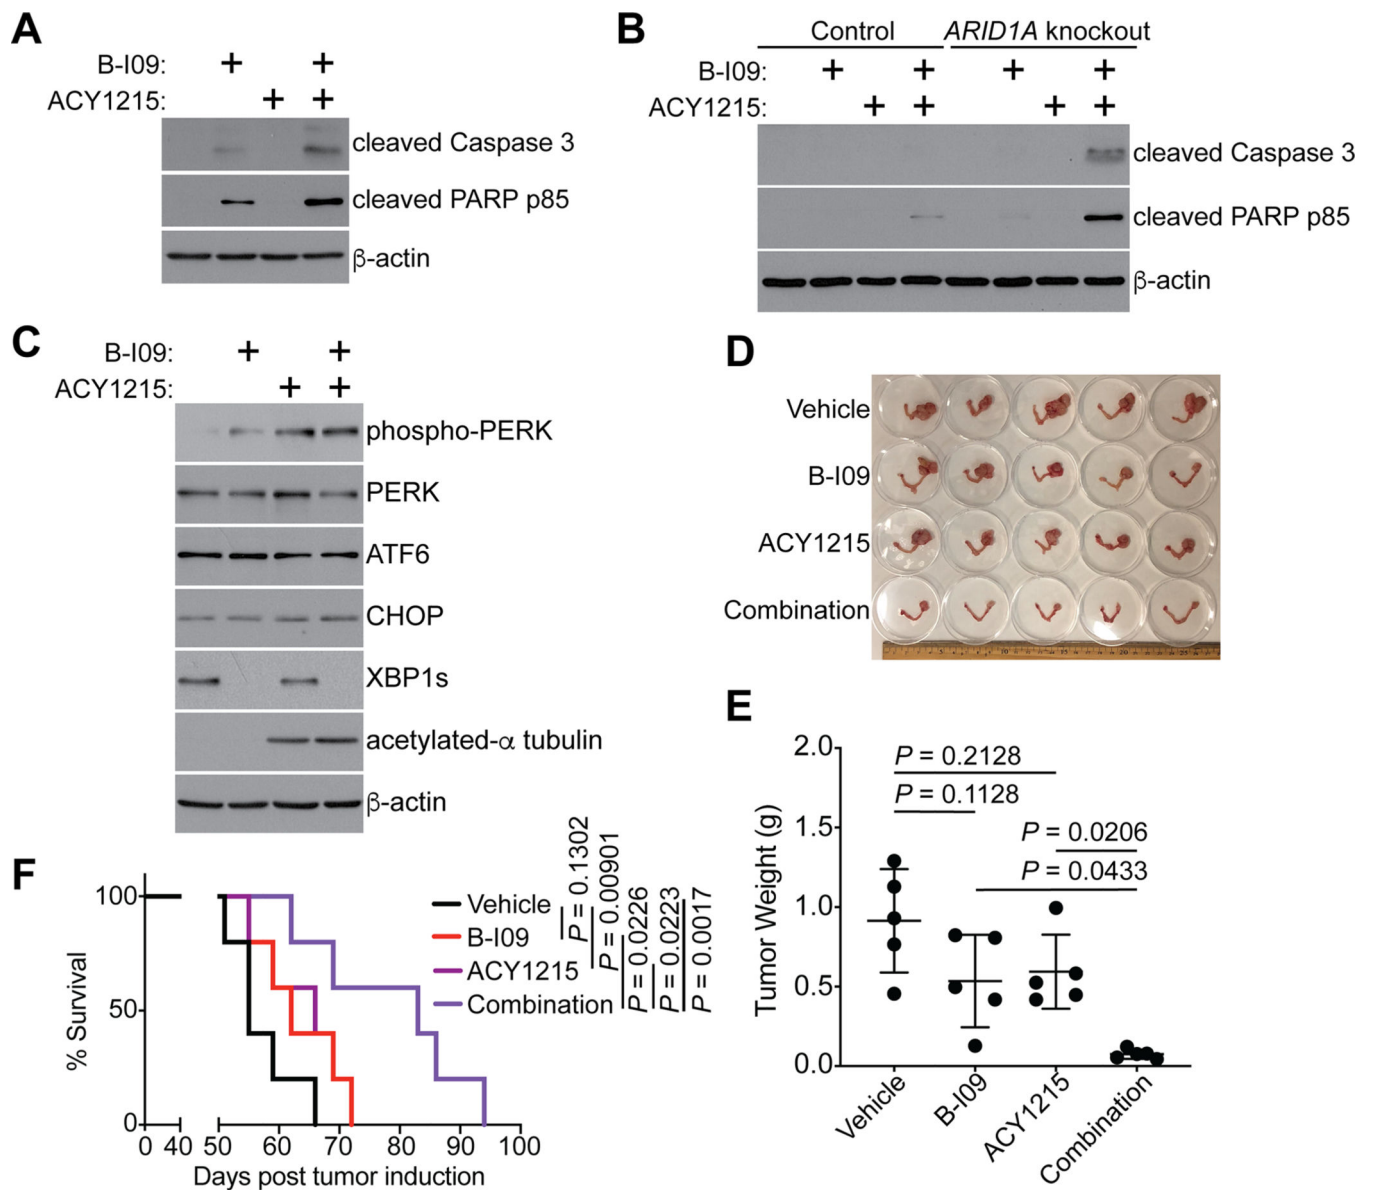 A
B-I09: + +
ACY1215: + +
cleaved Caspase 3
cleaved PARP p85
β-actin
B
Control ARID1A knockout
B-I09: + + + +
ACY1215: + + + +
cleaved Caspase 3
cleaved PARP p85
β-actin
C
B-I09: + +
ACY1215: + +
phospho-PERK
PERK
ATF6
CHOP
XBP1s
acetylated-α tubulin
β-actin
D
Vehicle
B-I09
ACY1215
Combination
E
Tumor Weight (g)
2.0
1.5
1.0
0.5
0.0
P = 0.2128
P = 0.1128
P = 0.0206
P = 0.0433
Vehicle
B-I09
ACY1215
Combination
F
% Survival
100
50
0
0 40 50 60 70 80 90 100
Days post tumor induction
Vehicle
B-I09
ACY1215
Combination
P = 0.1302
P = 0.00901
P = 0.0226
P = 0.0223
P = 0.0017